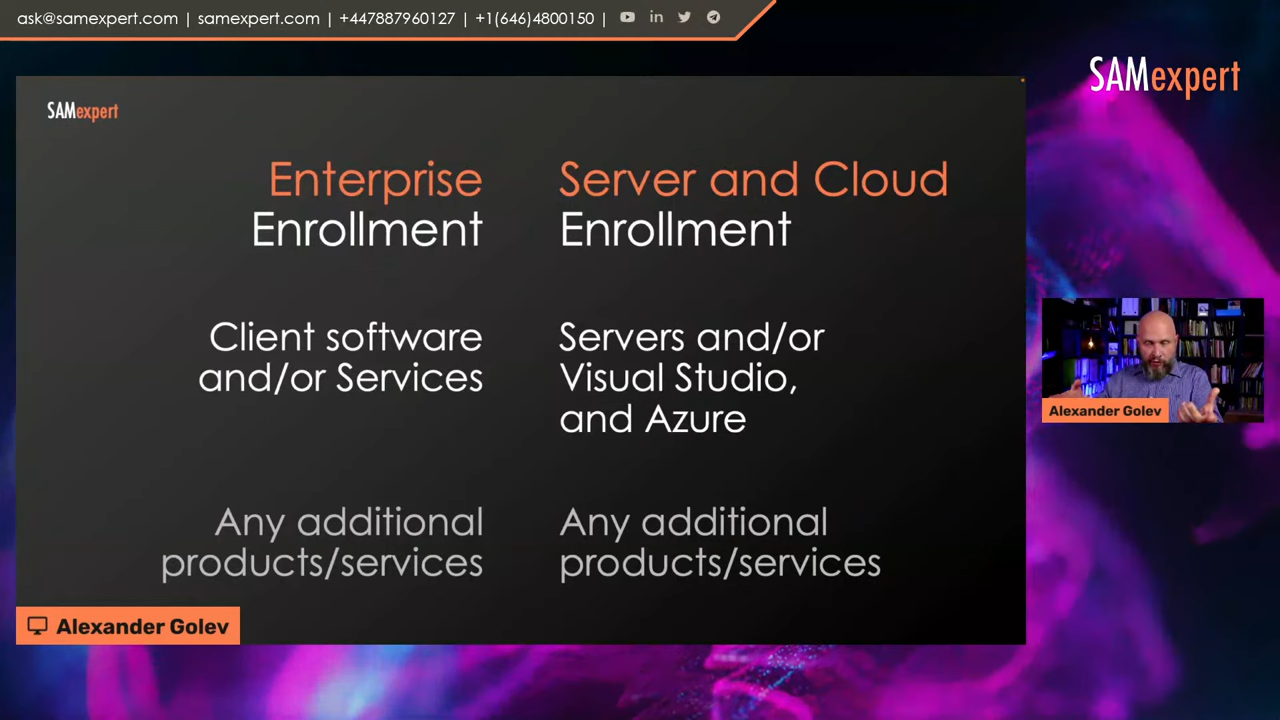 ask@samexpert.com | samexpert.com | +447887960127 | +1(646)4800150 |
SAMexpert
SAMexpert
Enterprise
Enrollment
Server and Cloud
Enrollment
Client software
and/or Services
Servers and/or
Visual Studio,
and Azure
Any additional
products/services
Any additional
products/services
Alexander Golev
Alexander Golev